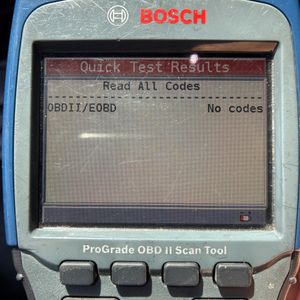 BOSCH
Quick Test Results
Read All Codes
OBDII/EOBD No codes
ProGrade OBD II Scan Tool